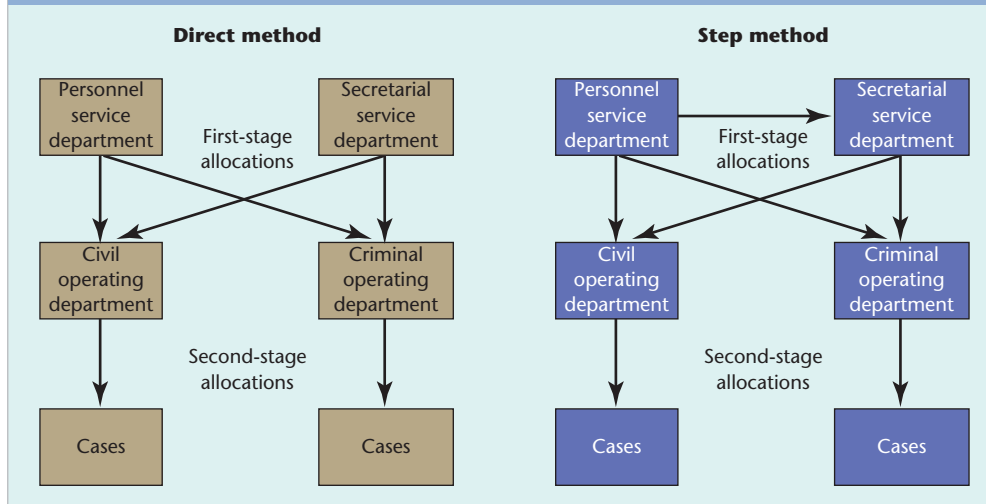 Direct method
Personnel
service
department
Secretarial
service
department
First-stage
allocations
Civil
operating
department
Criminal
operating
department
Second-stage
allocations
Cases
Cases
Step method
Personnel
service
department
Secretarial
service
department
First-stage
allocations
Civil
operating
department
Criminal
operating
department
Second-stage
allocations
Cases
Cases